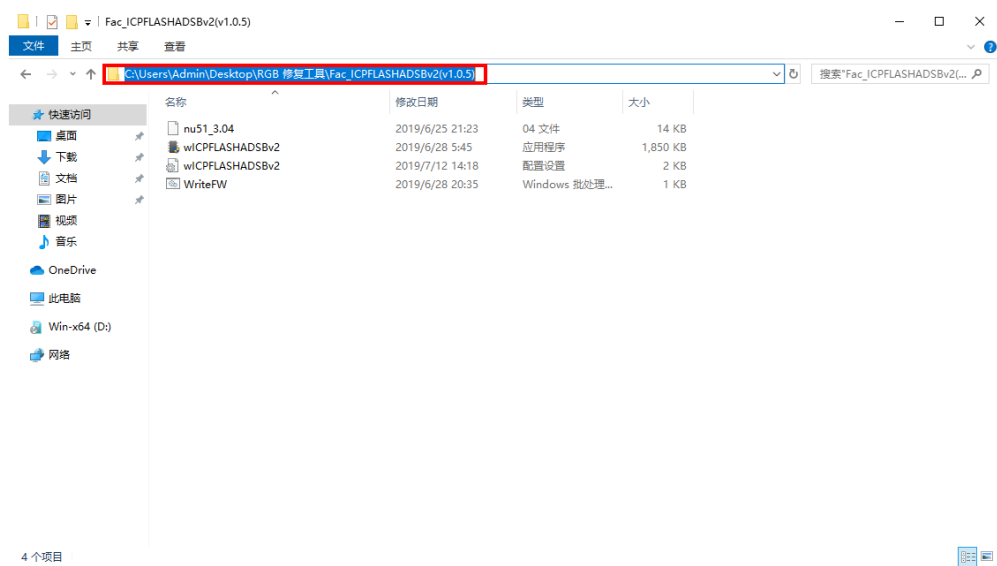 Fac_ICPFLASHADSBv2(v1.0.5)
文件 主页 共享 查看
C:\Users\Admin\Desktop\RGB 修复工具\Fac_ICPFLASHADSBv2(v1.0.5) 搜索"Fac_ICPFLASHADSBv2(...
名称 修改日期 类型 大小
快速访问
桌面
下载
文档
图片
视频
音乐
OneDrive
此电脑
Win-x64 (D:)
网络
nu51_3.04 2019/6/25 21:23 04 文件 14 KB
wICPFLASHADSBv2 2019/6/28 5:45 应用程序 1,850 KB
wICPFLASHADSBv2 2019/7/12 14:18 配置设置 2 KB
WriteFW 2019/6/28 20:35 Windows 批处理... 1 KB
4 个项目